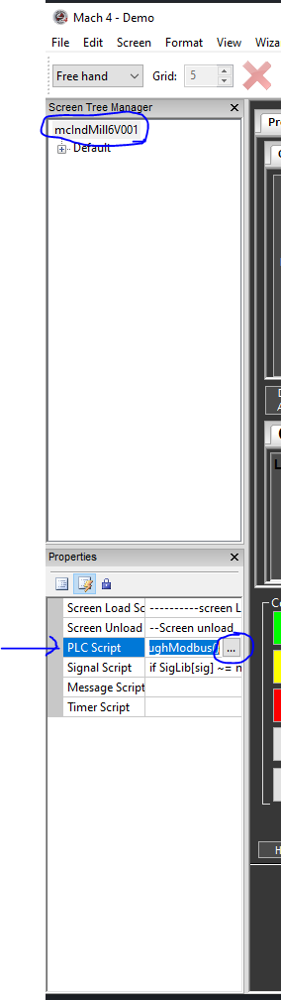 Mach 4 - Demo
File Edit Screen Format View Wiza
Free hand Grid: 5
Screen Tree Manager
mcIndMill6V001
Default
Properties
Screen Load Sc ----------screen L
Screen Unload --Screen unload
PLC Script ughModbus() ...
Signal Script if SigLib[sig] ~= n
Message Script
Timer Script
Pr
Co
H